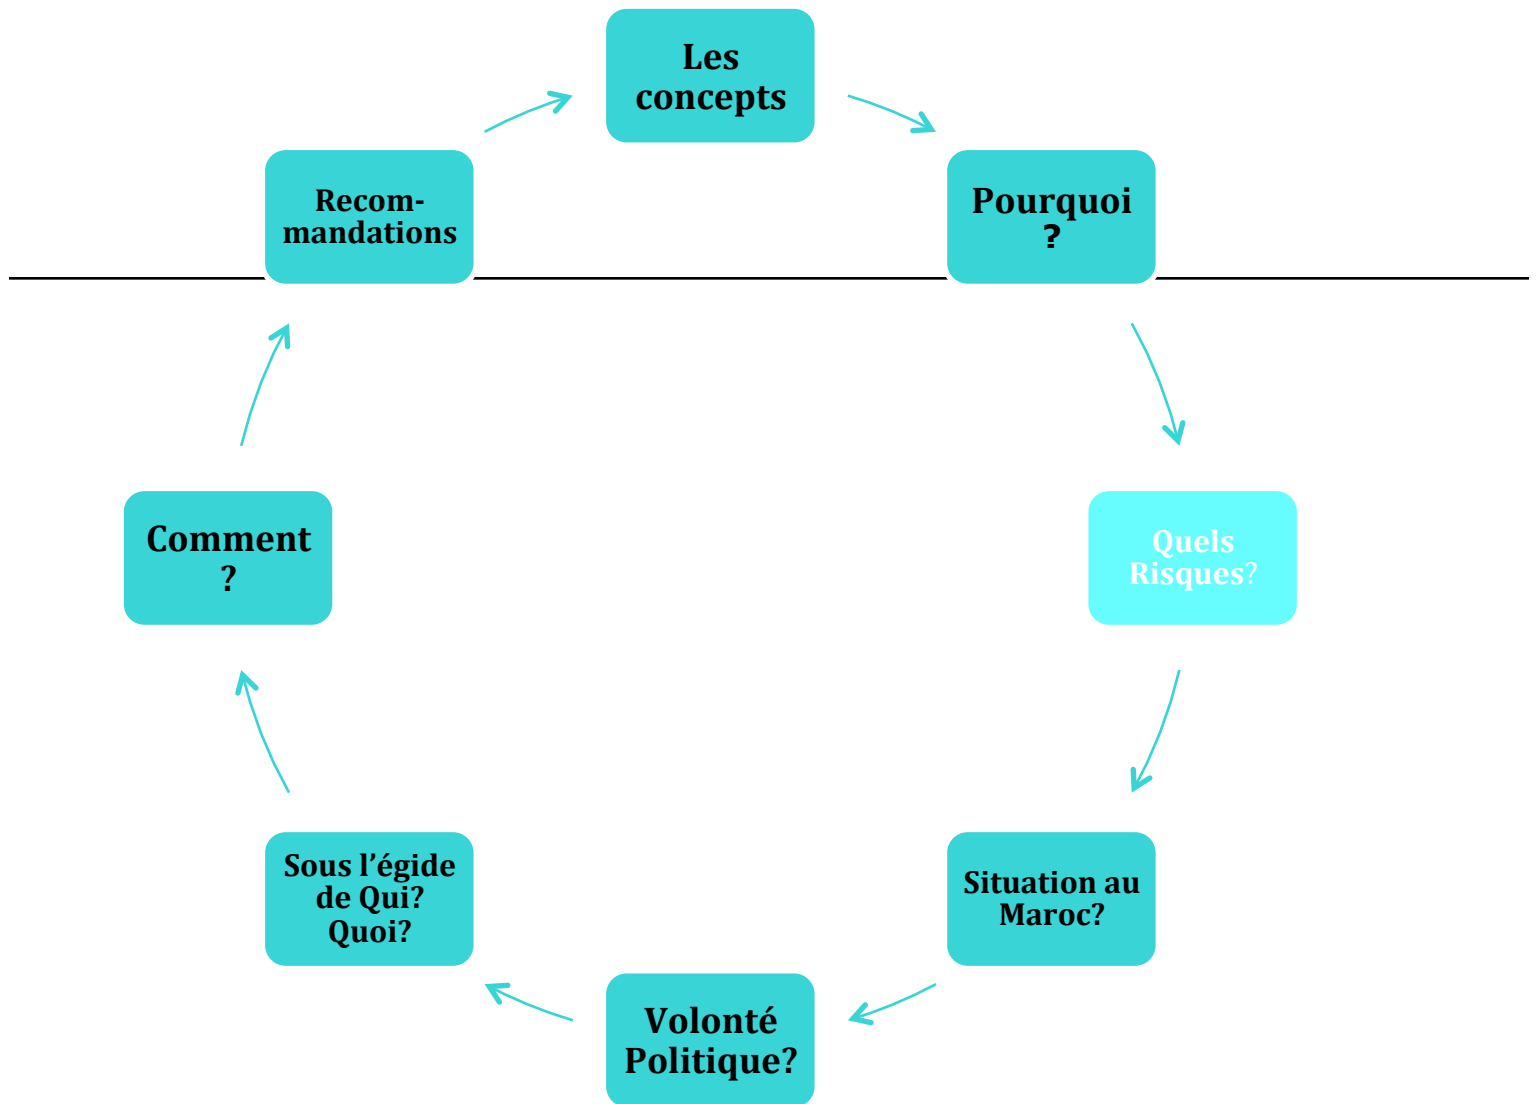 Les
concepts
Pourquoi
?
Quels
Risques?
Situation au
Maroc?
Volonté
Politique?
Sous l’égide
de Qui?
Quoi?
Comment
?
Recom-
mandations